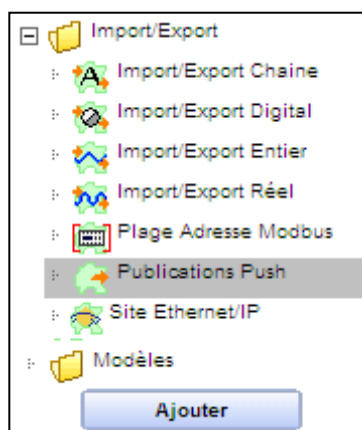 Import/Export
Import/Export Chaine
Import/Export Digital
Import/Export Entier
Import/Export Réel
Plage Adresse Modbus
Publications Push
Site Ethernet/IP
Modèles
Ajouter